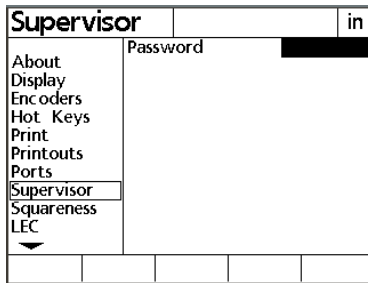 Supervisor in
Password
About
Display
Encoders
Hot Keys
Print
Printouts
Ports
Supervisor
Squareness
LEC